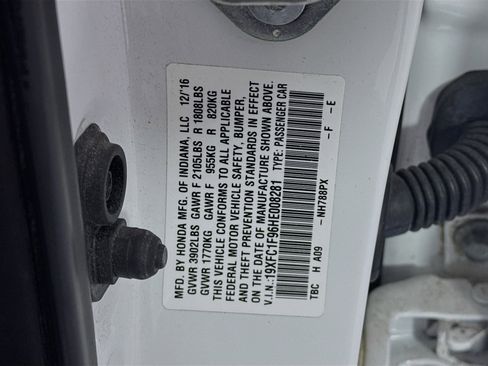 MFD. BY HONDA MFG. OF INDIANA, LLC 12/16
GVWR 3902LBS GAWR F 2105LBS R 1808LBS
GVWR 1770KG GAWR F 955KG R 820KG
THIS VEHICLE CONFORMS TO ALL APPLICABLE
FEDERAL MOTOR VEHICLE SAFETY, BUMPER,
AND THEFT PREVENTION STANDARDS IN EFFECT
ON THE DATE OF MANUFACTURE SHOWN ABOVE.
V.I.N.:19XFC1F96HE008281 TYPE: PASSENGER CAR
TBC H A09 -NH788PX -F -E